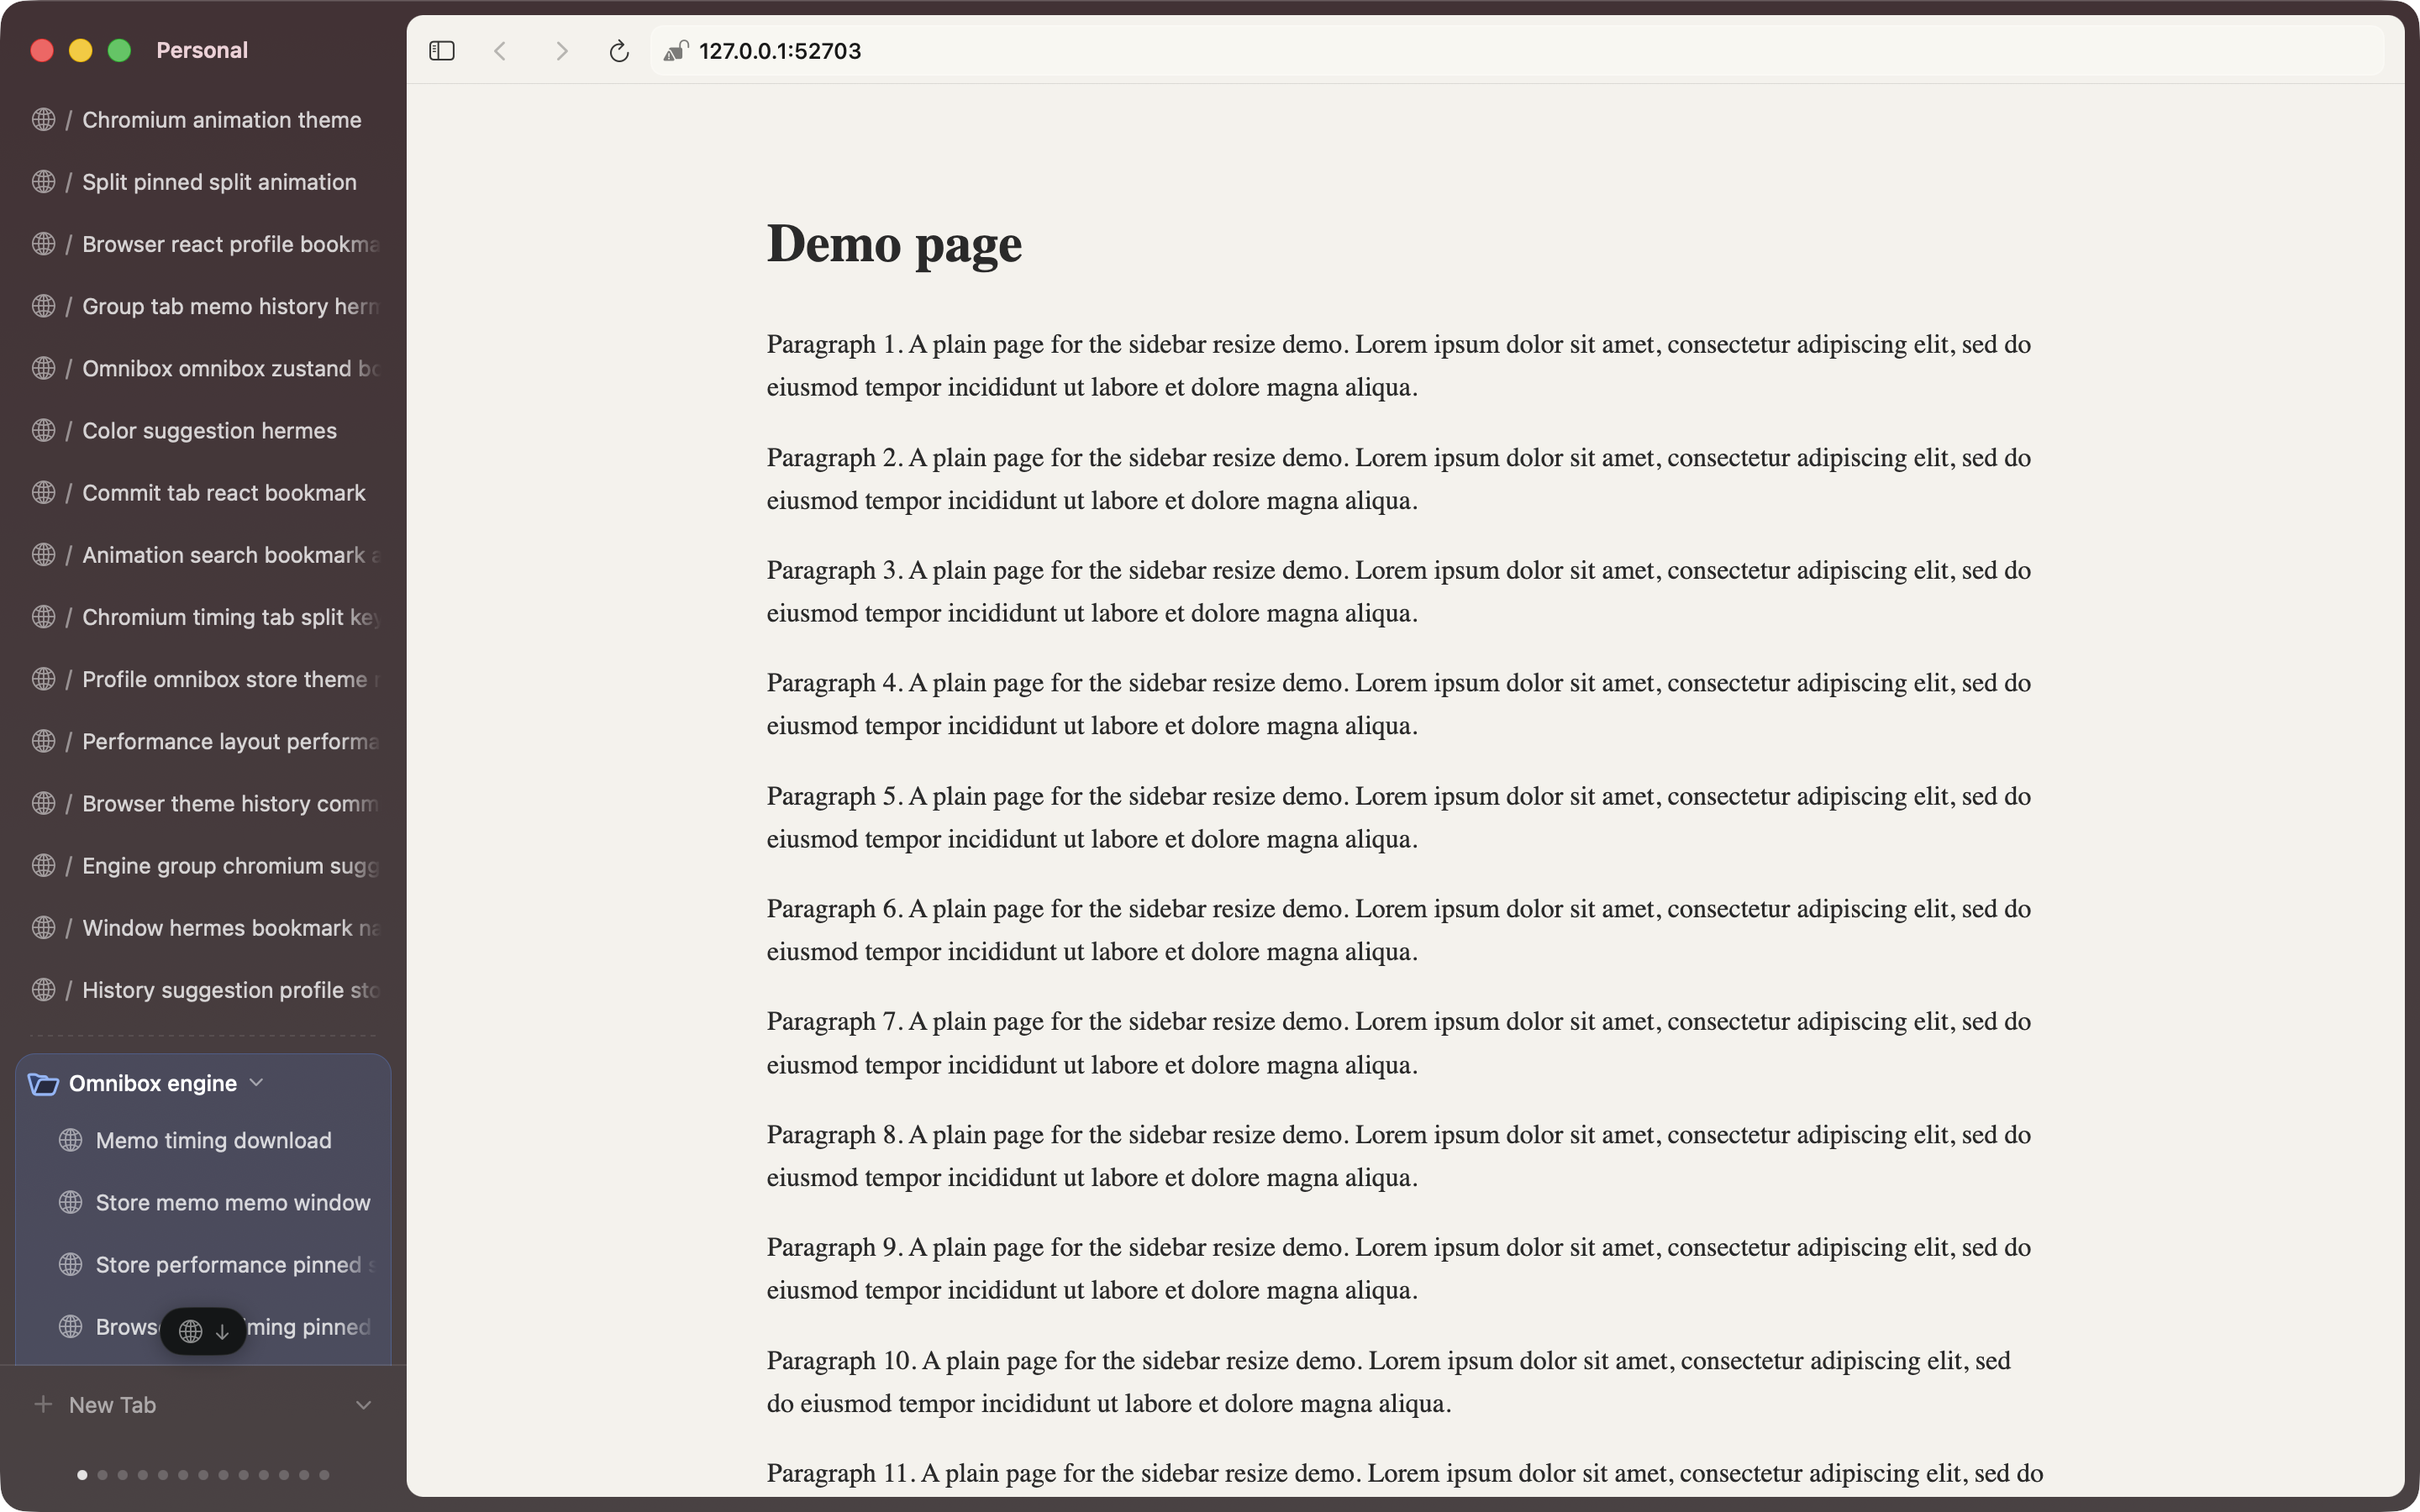 Personal
127.0.0.1:52703
/ Chromium animation theme
/ Split pinned split animation
/ Browser react profile
/ Group tab memo history
/ Omnibox omnibox zustand
/ Color suggestion hermes
/ Commit tab react bookmark
/ Animation search bookmark
/ Chromium timing tab split
/ Profile omnibox store theme
/ Performance layout
/ Browser theme history
/ Engine group chromium
/ Window hermes bookmark
/ History suggestion profile
Omnibox engine
Memo timing download
Store memo memo window
Store performance pinned
pinned
New Tab
Demo page
Paragraph 1. A plain page for the sidebar resize demo. Lorem ipsum dolor sit amet, consectetur adipiscing elit, sed do
eiusmod tempor incididunt ut labore et dolore magna aliqua.
Paragraph 2. A plain page for the sidebar resize demo. Lorem ipsum dolor sit amet, consectetur adipiscing elit, sed do
eiusmod tempor incididunt ut labore et dolore magna aliqua.
Paragraph 3. A plain page for the sidebar resize demo. Lorem ipsum dolor sit amet, consectetur adipiscing elit, sed do
eiusmod tempor incididunt ut labore et dolore magna aliqua.
Paragraph 4. A plain page for the sidebar resize demo. Lorem ipsum dolor sit amet, consectetur adipiscing elit, sed do
eiusmod tempor incididunt ut labore et dolore magna aliqua.
Paragraph 5. A plain page for the sidebar resize demo. Lorem ipsum dolor sit amet, consectetur adipiscing elit, sed do
eiusmod tempor incididunt ut labore et dolore magna aliqua.
Paragraph 6. A plain page for the sidebar resize demo. Lorem ipsum dolor sit amet, consectetur adipiscing elit, sed do
eiusmod tempor incididunt ut labore et dolore magna aliqua.
Paragraph 7. A plain page for the sidebar resize demo. Lorem ipsum dolor sit amet, consectetur adipiscing elit, sed do
eiusmod tempor incididunt ut labore et dolore magna aliqua.
Paragraph 8. A plain page for the sidebar resize demo. Lorem ipsum dolor sit amet, consectetur adipiscing elit, sed do
eiusmod tempor incididunt ut labore et dolore magna aliqua.
Paragraph 9. A plain page for the sidebar resize demo. Lorem ipsum dolor sit amet, consectetur adipiscing elit, sed do
eiusmod tempor incididunt ut labore et dolore magna aliqua.
Paragraph 10. A plain page for the sidebar resize demo. Lorem ipsum dolor sit amet, consectetur adipiscing elit, sed
do eiusmod tempor incididunt ut labore et dolore magna aliqua.
Paragraph 11. A plain page for the sidebar resize demo. Lorem ipsum dolor sit amet, consectetur adipiscing elit, sed do